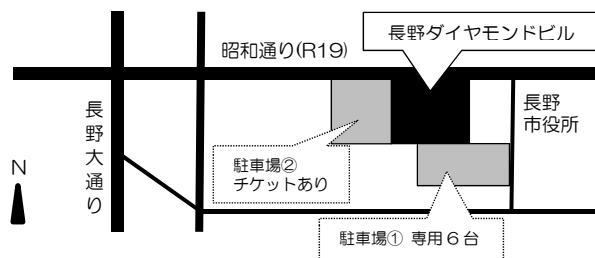 長野ダイヤモンドビル
昭和通り(R19)
長野大通り
長野
市役所
駐車場②
チケットあり
N
駐車場① 専用6台